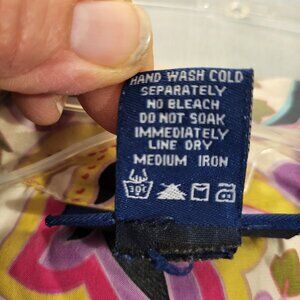 HAND WASH COLD
SEPARATELY
NO BLEACH
DO NOT SOAK
IMMEDIATELY
LINE DRY
MEDIUM IRON
30°